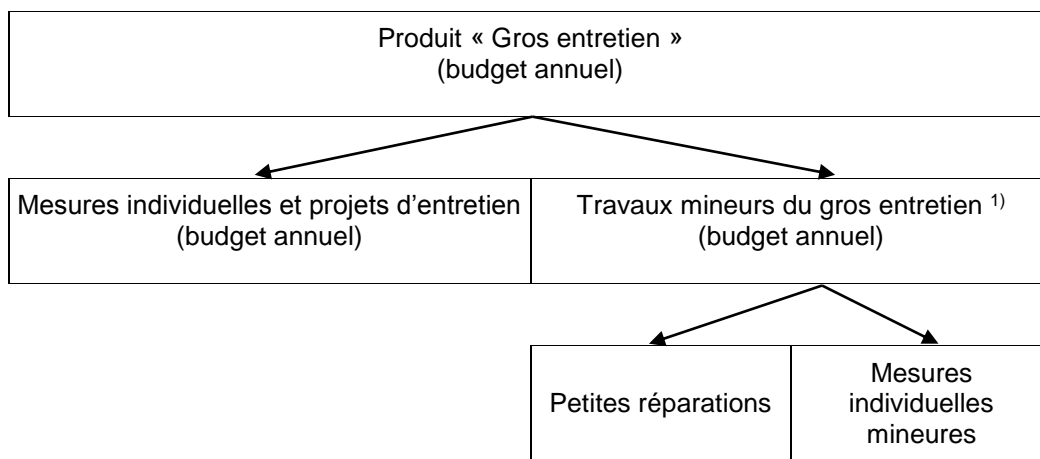 Produit « Gros entretien »
(budget annuel)
Mesures individuelles et projets d’entretien
(budget annuel)
Travaux mineurs du gros entretien 1)
(budget annuel)
Petites réparations
Mesures
individuelles
mineures